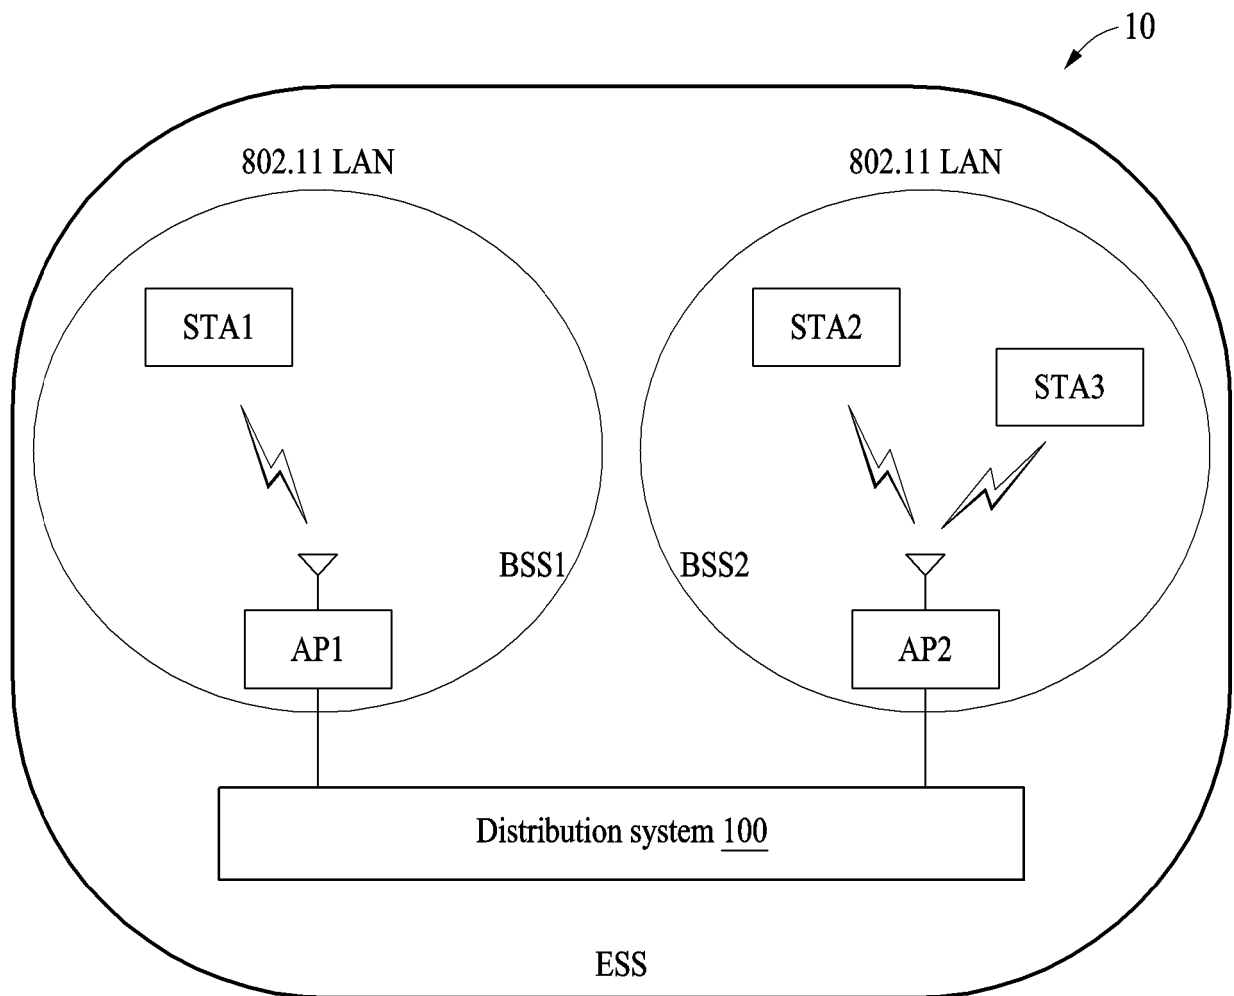 10
802.11 LAN
802.11 LAN
STA1
STA2
STA3
BSS1
BSS2
AP1
AP2
Distribution system 100
ESS